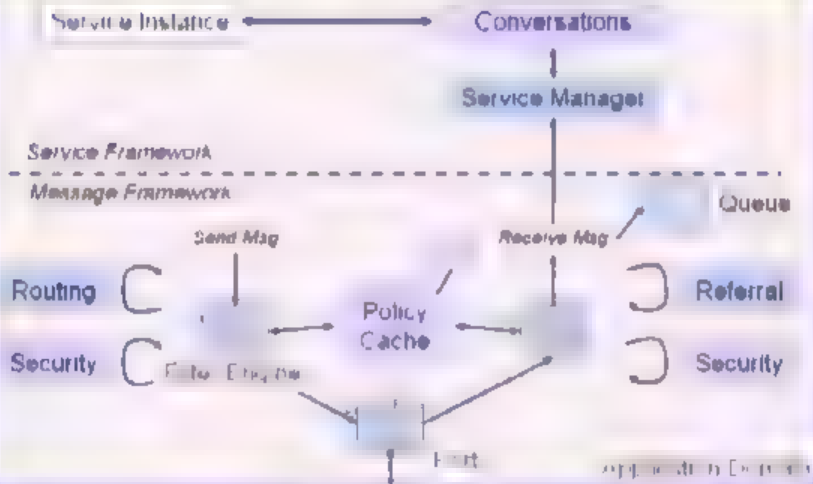 Service Instance
Conversations
Service Manager
Service Framework
Message Framework
Queue
Send Msg
Receive Msg
Routing
Policy
Cache
Referral
Security
Security
Port